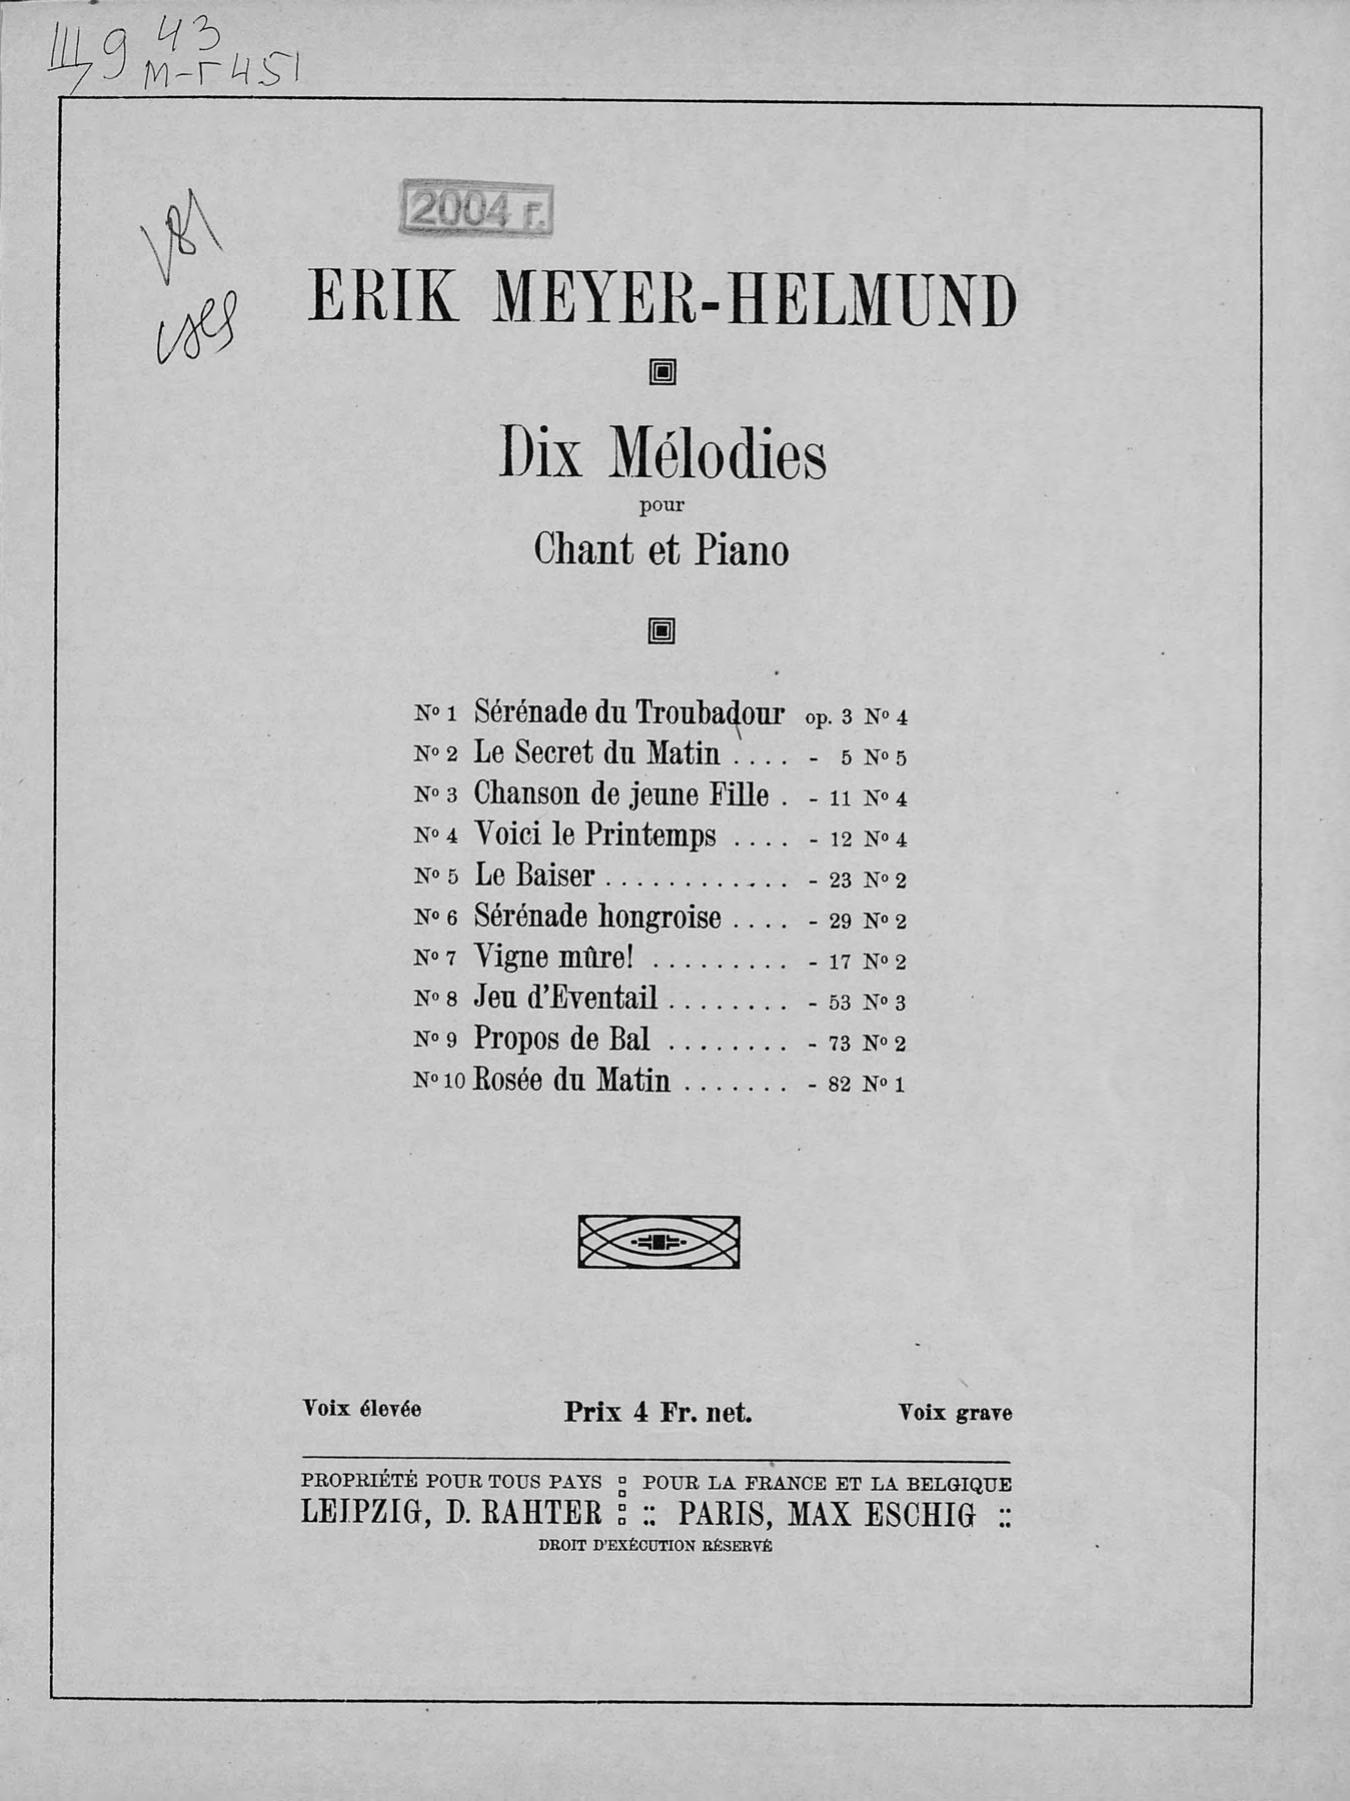 Щ9 43
М-Г451
2004 г.
ERIK MEYER-HELMUND
Dix Mélodies
pour
Chant et Piano
Nº 1 Sérénade du Troubadour op. 3 Nº 4
Nº 2 Le Secret du Matin . . . . - 5 Nº 5
Nº 3 Chanson de jeune Fille . - 11 Nº 4
Nº 4 Voici le Printemps . . . . - 12 Nº 4
Nº 5 Le Baiser . . . . . . . . . . . . - 23 Nº 2
Nº 6 Sérénade hongroise . . . . - 29 Nº 2
Nº 7 Vigne mûre! . . . . . . . . . - 17 Nº 2
Nº 8 Jeu d'Eventail . . . . . . . . - 53 Nº 3
Nº 9 Propos de Bal . . . . . . . . - 73 Nº 2
Nº 10 Rosée du Matin . . . . . . . - 82 Nº 1
Voix élevée Prix 4 Fr. net. Voix grave
PROPRIÉTÉ POUR TOUS PAYS POUR LA FRANCE ET LA BELGIQUE
LEIPZIG, D. RAHTER :: PARIS, MAX ESCHIG ::
DROIT D'EXÉCUTION RÉSERVÉ